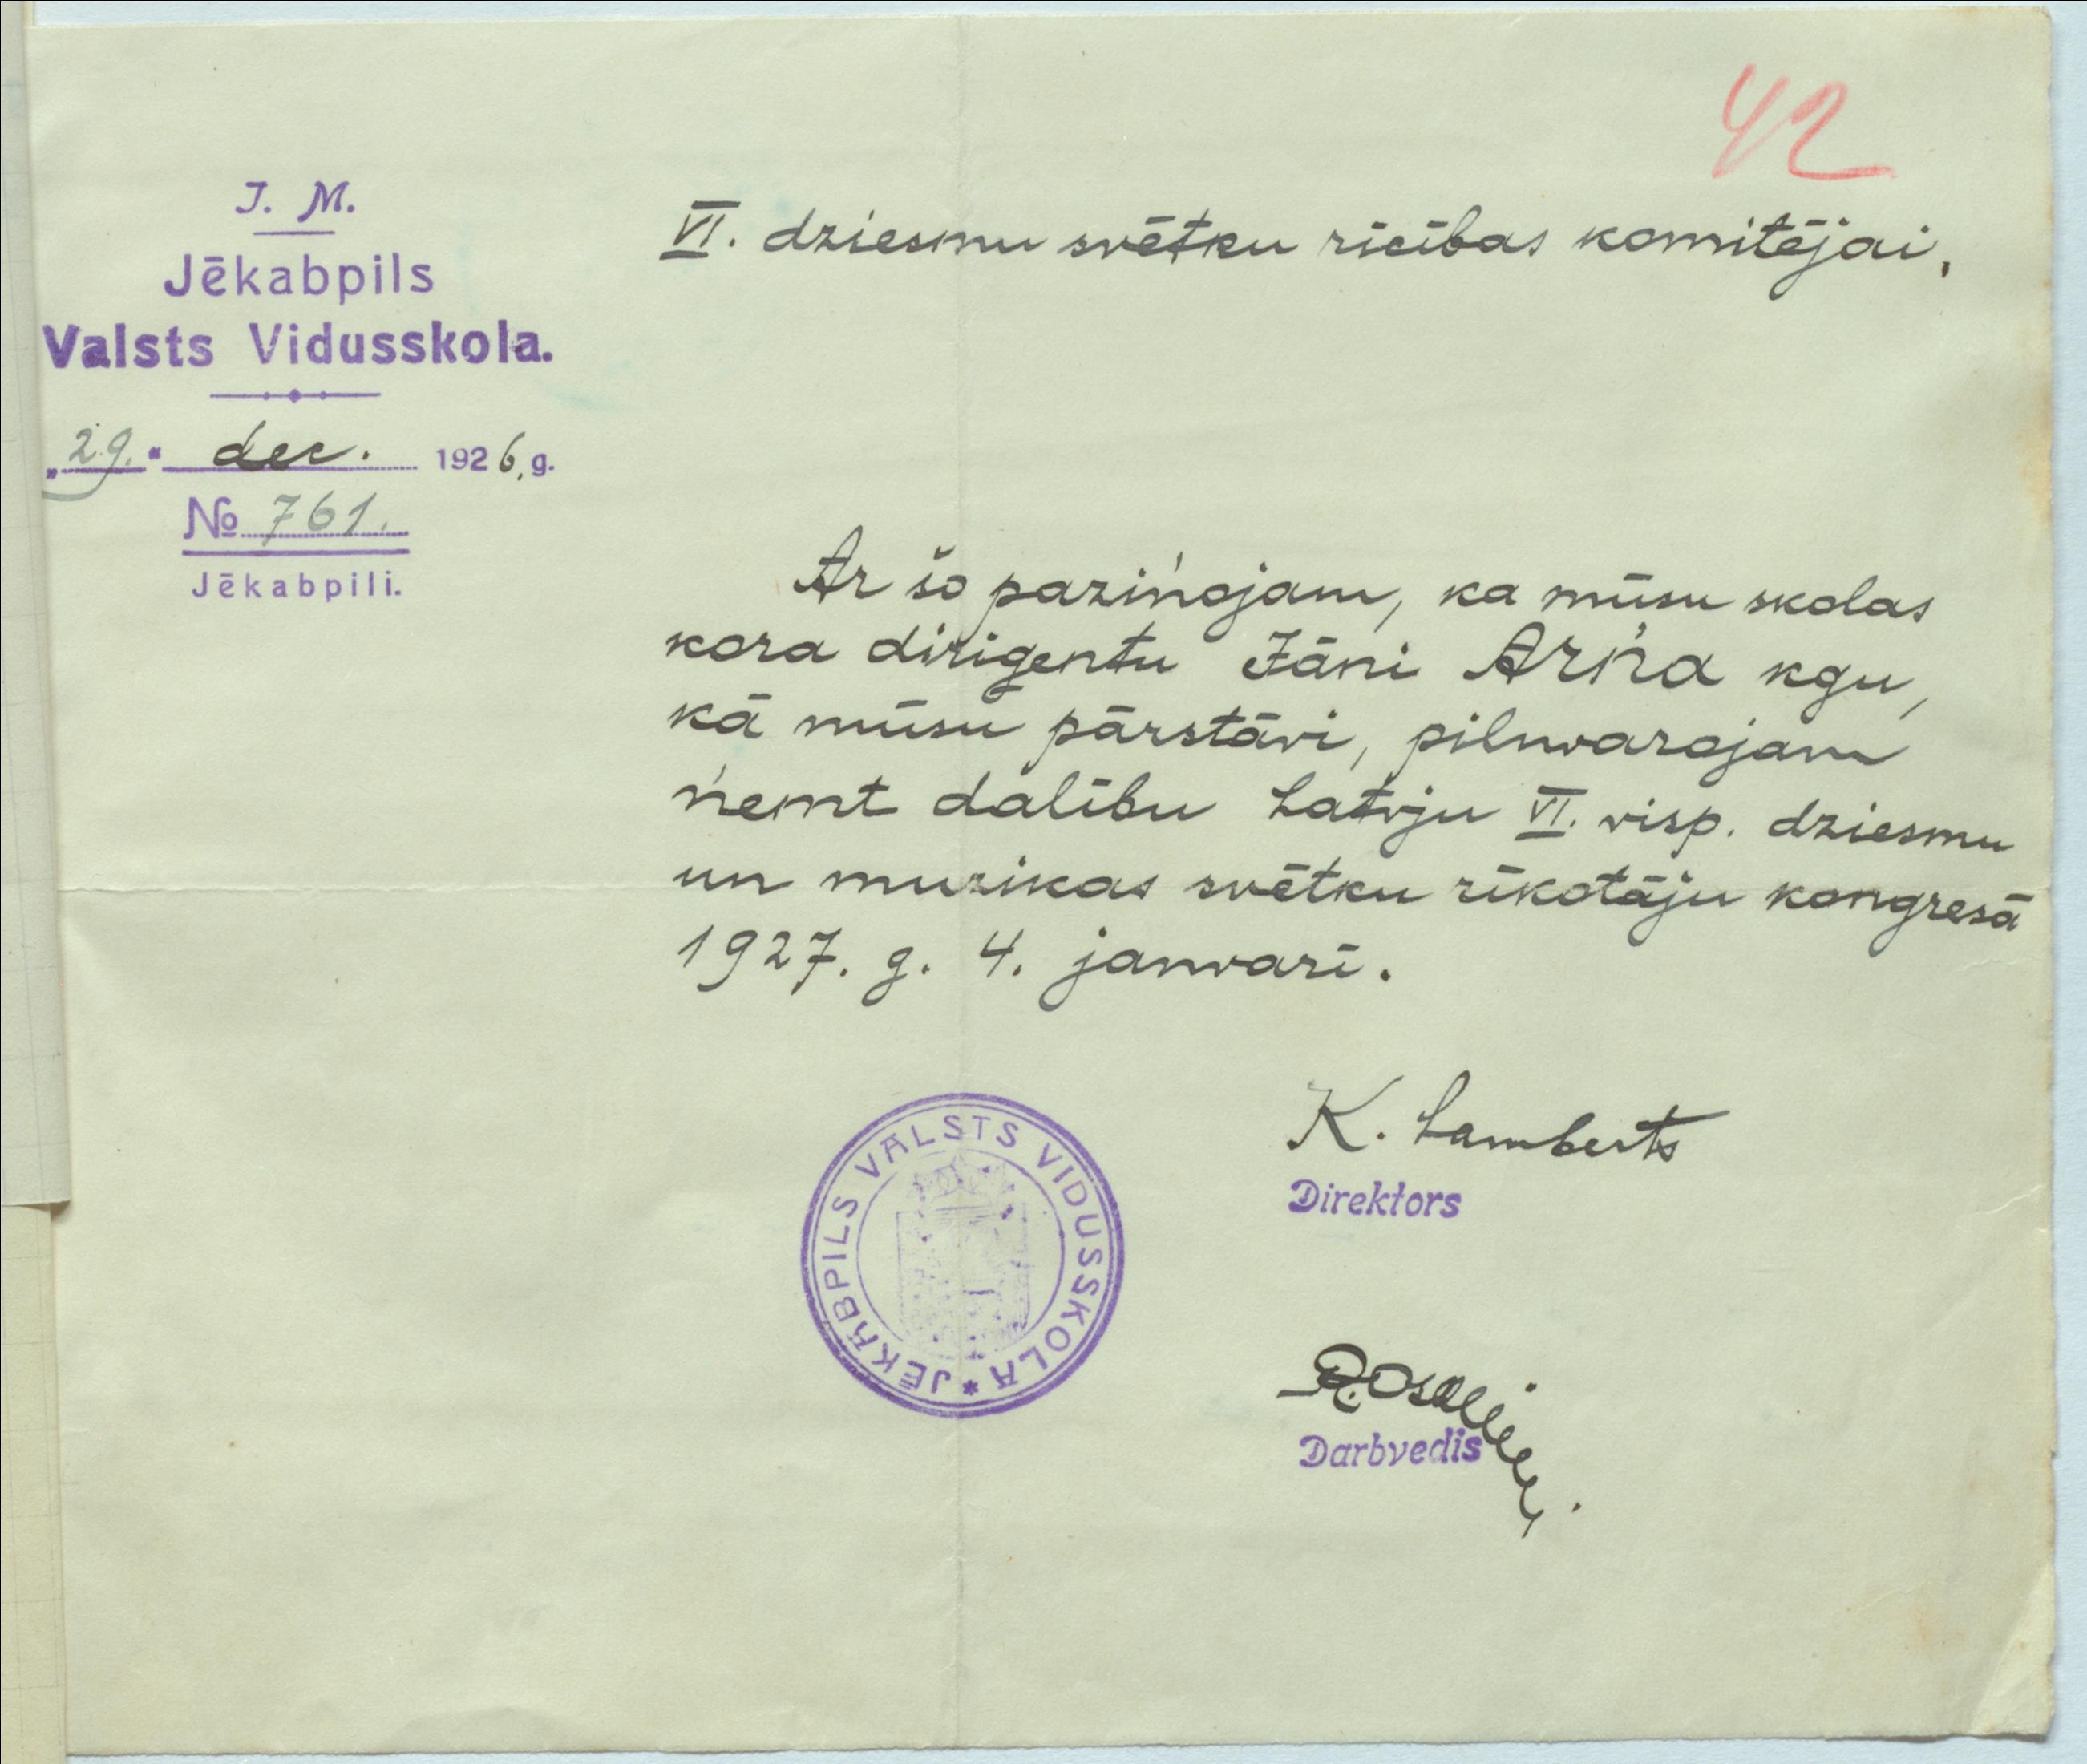 42
I. M.
Jēkabpils
Valsts Vidusskola.
„29." dec. 1926. g.
№ 761.
Jēkabpilī.
VI. dziesmu svētku rīcības komitējai.
Ar šo paziņojam, ka mūsu skolas
kora dirigentu Jāni Arņa kgu,
kā mūsu pārstāvi, pilnvarojam
ņemt dalību Latvju VI. visp. dziesmu
un muzikas svētku rīkotāju kongresā
1927. g. 4. janvarī.
K. Lamberts
Direktors
Darbvedis
JĒKABPILS VALSTS VIDUSSKOLA *